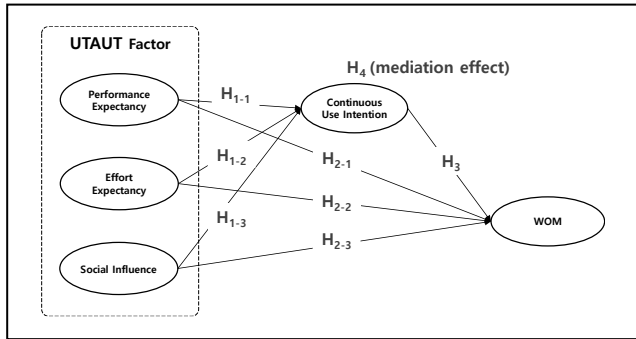 UTAUT Factor
H4 (mediation effect)
Performance
Expectancy
H1-1
Continuous
Use Intention
H1-2
H2-1
H3
Effort
Expectancy
H2-2
H1-3
WOM
H2-3
Social Influence